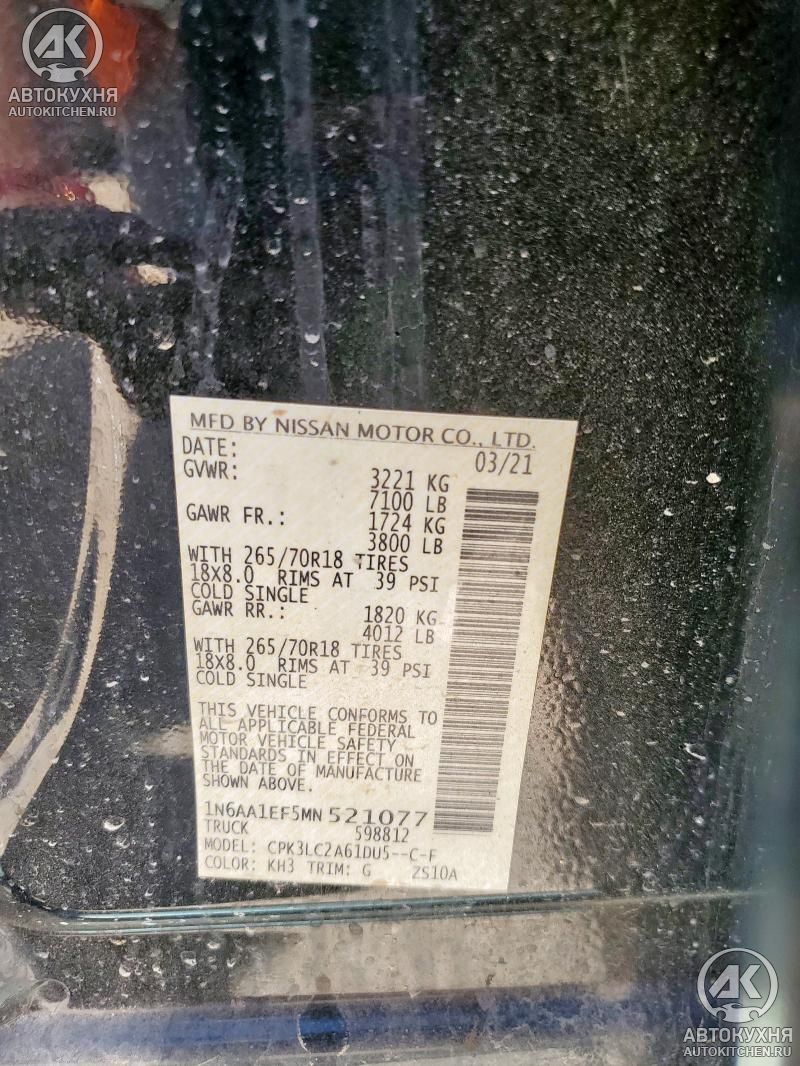 AK
АВТОКУХНЯ
AUTOKITCHEN.RU
MFD BY NISSAN MOTOR CO., LTD.
DATE: 03/21
GVWR: 3221 KG
7100 LB
GAWR FR.: 1724 KG
3800 LB
WITH 265/70R18 TIRES
18X8.0 RIMS AT 39 PSI
COLD SINGLE
GAWR RR.: 1820 KG
4012 LB
WITH 265/70R18 TIRES
18X8.0 RIMS AT 39 PSI
COLD SINGLE
THIS VEHICLE CONFORMS TO
ALL APPLICABLE FEDERAL
MOTOR VEHICLE SAFETY
STANDARDS IN EFFECT ON
THE DATE OF MANUFACTURE
SHOWN ABOVE.
1N6AA1EF5MN521077
TRUCK 598812
MODEL: CPK3LC2A61DU5--C-F
COLOR: KH3 TRIM: G ZS10A
AK
АВТОКУХНЯ
AUTOKITCHEN.RU